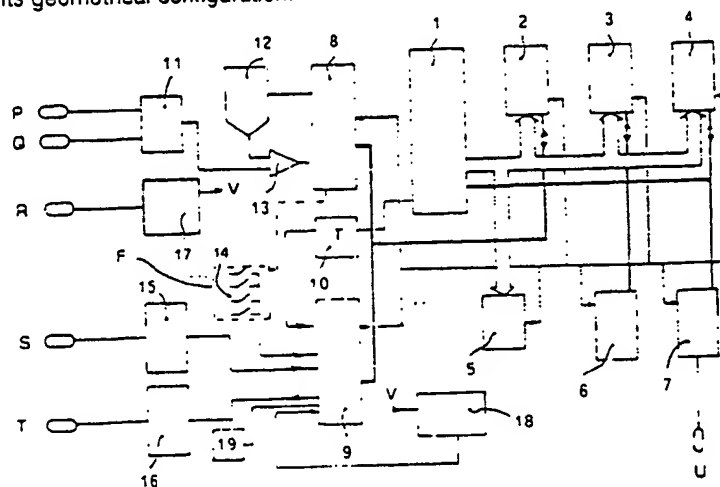 its geometrical configuration.
12 8 1 2 3 4
11
P
Q
13
R V
17
T
F 14 10
15
S
5 6 7
V
T 18
19
16 9
U